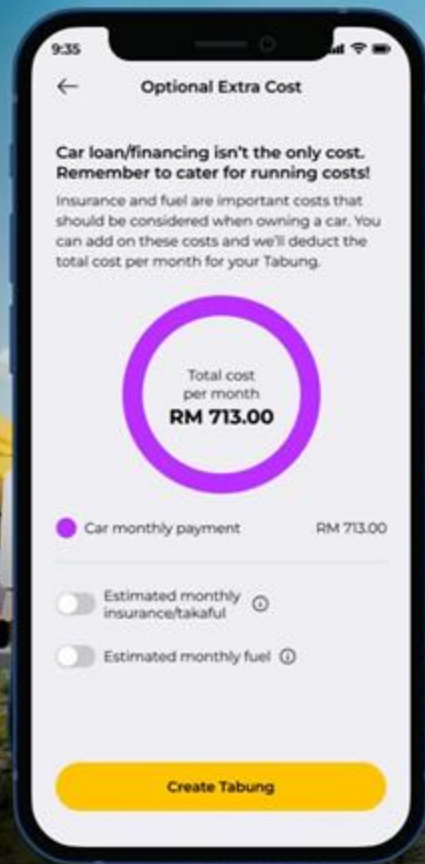 9:35
Optional Extra Cost
Car loan/financing isn't the only cost.
Remember to cater for running costs!
Insurance and fuel are important costs that
should be considered when owning a car. You
can add on these costs and we'll deduct the
total cost per month for your Tabung.
Total cost
per month
RM 713.00
Car monthly payment RM 713.00
Estimated monthly
insurance/takaful
Estimated monthly fuel
Create Tabung